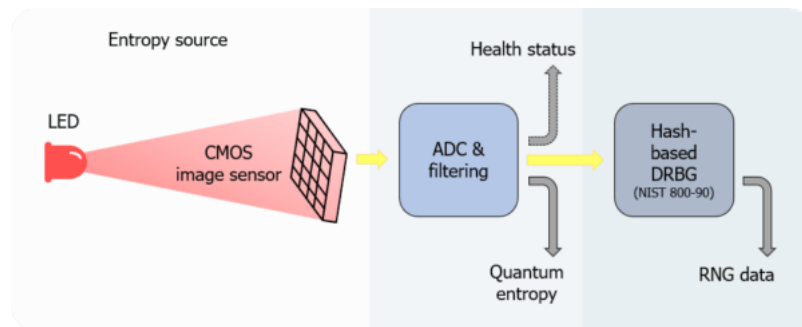 Entropy source
LED
CMOS
image sensor
Health status
ADC &
filtering
Quantum
entropy
Hash-
based
DRBG
(NIST 800-90)
RNG data